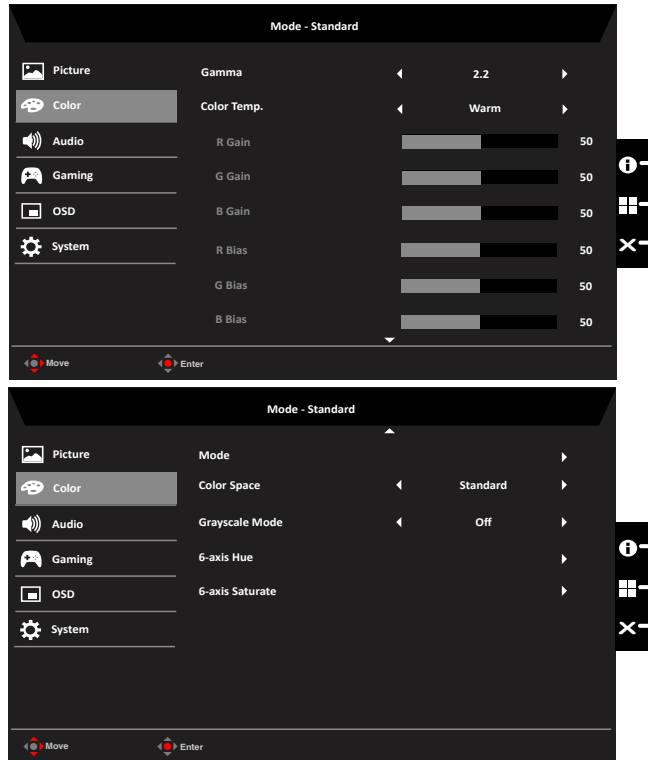 Mode - Standard
Picture
Gamma 2.2
Color
Color Temp. Warm
Audio
R Gain 50
Gaming
G Gain 50
OSD
B Gain 50
System
R Bias 50
G Bias 50
B Bias 50
Move Enter
Mode - Standard
Picture
Mode
Color
Color Space Standard
Audio
Grayscale Mode Off
Gaming
6-axis Hue
OSD
6-axis Saturate
System
Move Enter